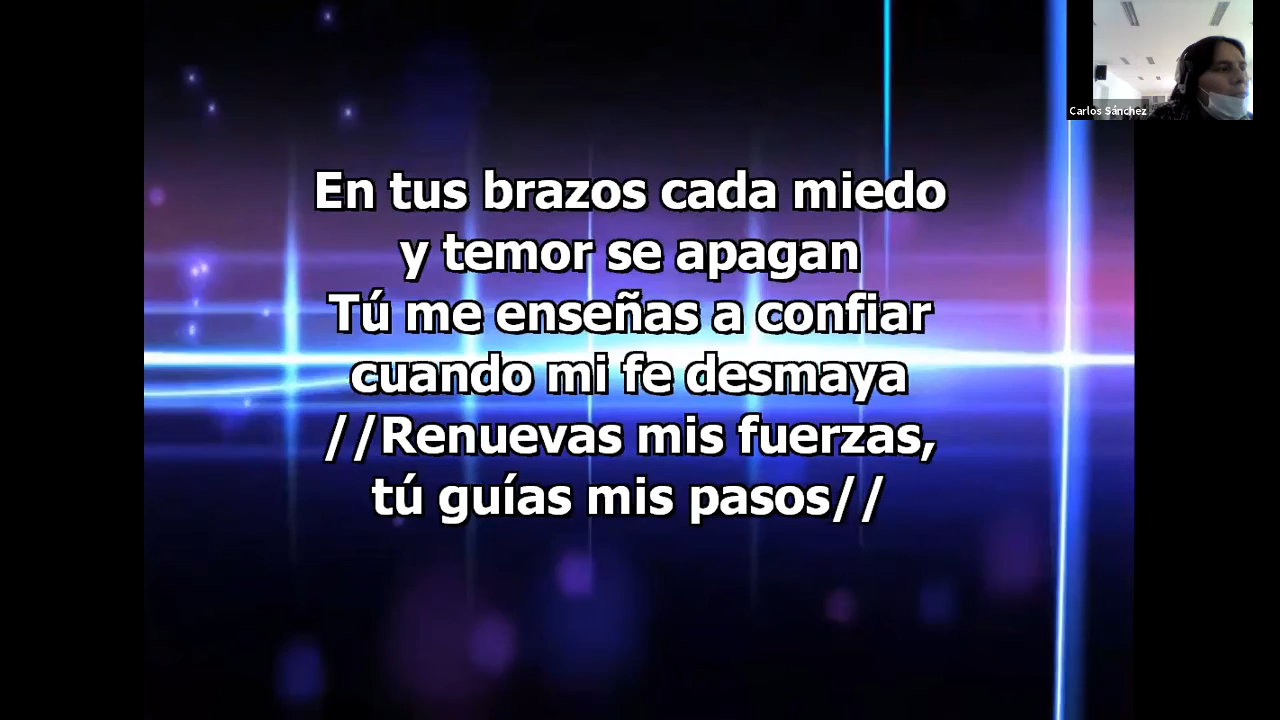 Carlos Sánchez
En tus brazos cada miedo
y temor se apagan
Tú me enseñas a confiar
cuando mi fe desmaya
//Renuevas mis fuerzas,
tú guías mis pasos//